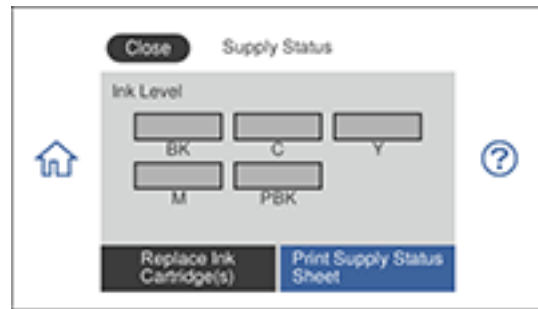 Close Supply Status
Ink Level
BK C Y
M PBK
Replace Ink Cartridge(s)
Print Supply Status Sheet
?